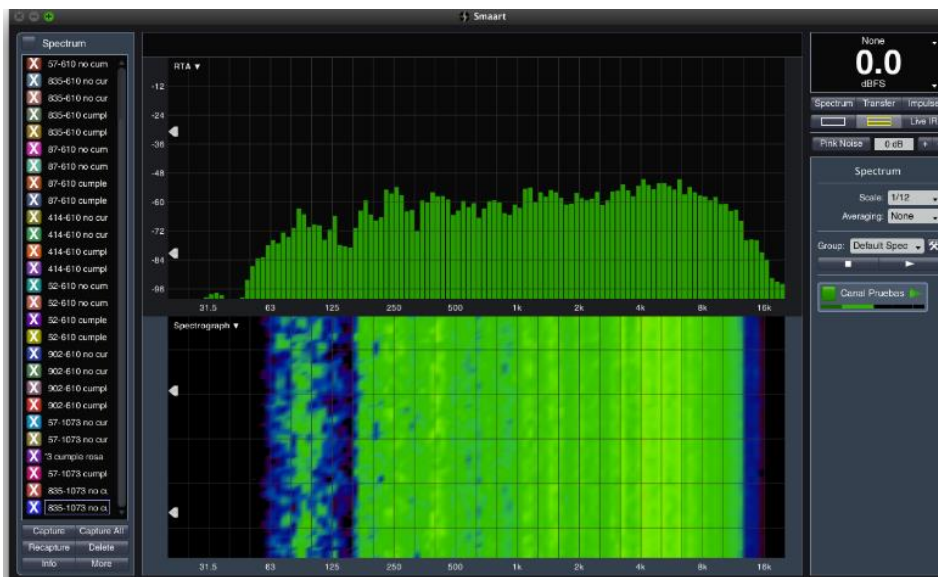 Smaart
Spectrum
57-610 no cum
835-610 no cur
835-610 no cur
835-610 cumpl
835-610 cumpl
87-610 no cum
87-610 no cum
87-610 cumple
87-610 cumple
414-610 no cur
414-610 no cur
414-610 cumpl
414-610 cumpl
52-610 no cum
52-610 no cum
52-610 cumple
52-610 cumple
902-610 no cur
902-610 no cur
902-610 cumpl
902-610 cumpl
57-1073 no cur
57-1073 no cur
'3 cumple rosa
57-1073 cumpl
835-1073 no cu
835-1073 no cu
Capture Capture All
Recapture Delete
Info More
RTA
-12
-24
-36
-48
-60
-72
-84
-96
31.5 63 125 250 500 1k 2k 4k 8k 16k
Spectrograph
31.5 63 125 250 500 1k 2k 4k 8k 16k
None
0.0
dBFS
Spectrum Transfer Impulse
Live IR
Pink Noise 0 dB +
Spectrum
Scale: 1/12
Averaging: None
Group: Default Spec
Canal Pruebas